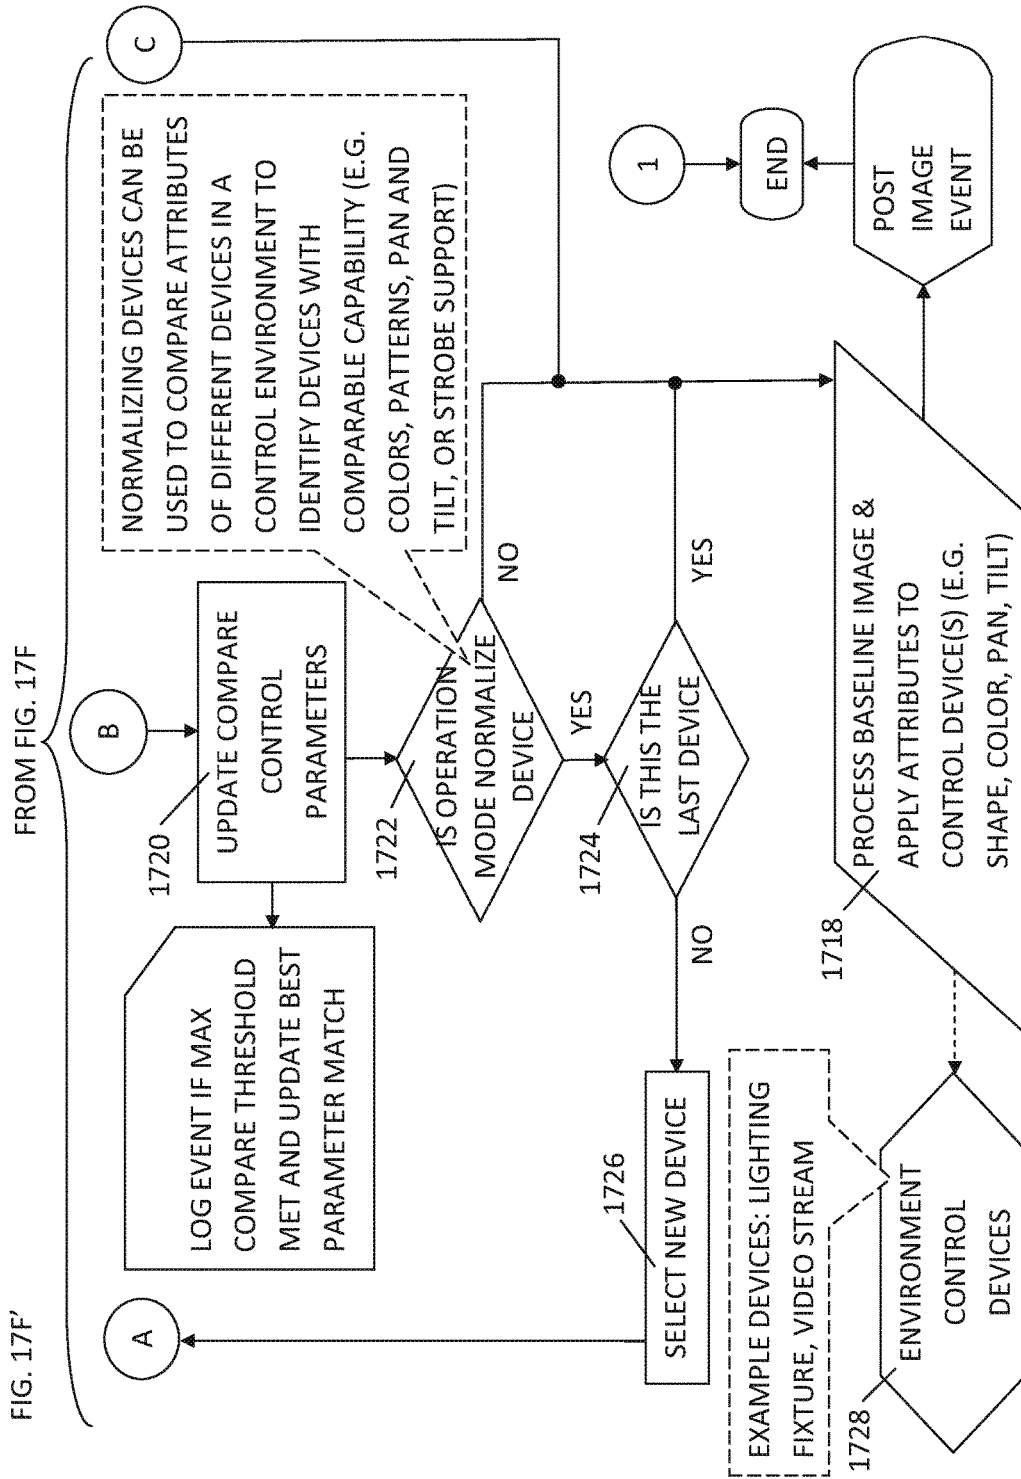 FIG. 17F'
FROM FIG. 17F
A
B
C
LOG EVENT IF MAX
COMPARE THRESHOLD
MET AND UPDATE BEST
PARAMETER MATCH
1720
UPDATE COMPARE
CONTROL
PARAMETERS
NORMALIZING DEVICES CAN BE
USED TO COMPARE ATTRIBUTES
OF DIFFERENT DEVICES IN A
CONTROL ENVIRONMENT TO
IDENTIFY DEVICES WITH
COMPARABLE CAPABILITY (E.G.
COLORS, PATTERNS, PAN AND
TILT, OR STROBE SUPPORT)
1722
IS OPERATION
MODE NORMALIZE
DEVICE
NO
YES
1724
IS THIS THE
LAST DEVICE
YES
NO
1726
SELECT NEW DEVICE
EXAMPLE DEVICES: LIGHTING
FIXTURE, VIDEO STREAM
1728
ENVIRONMENT
CONTROL
DEVICES
1718
PROCESS BASELINE IMAGE &
APPLY ATTRIBUTES TO
CONTROL DEVICE(S) (E.G.
SHAPE, COLOR, PAN, TILT)
1
END
POST
IMAGE
EVENT